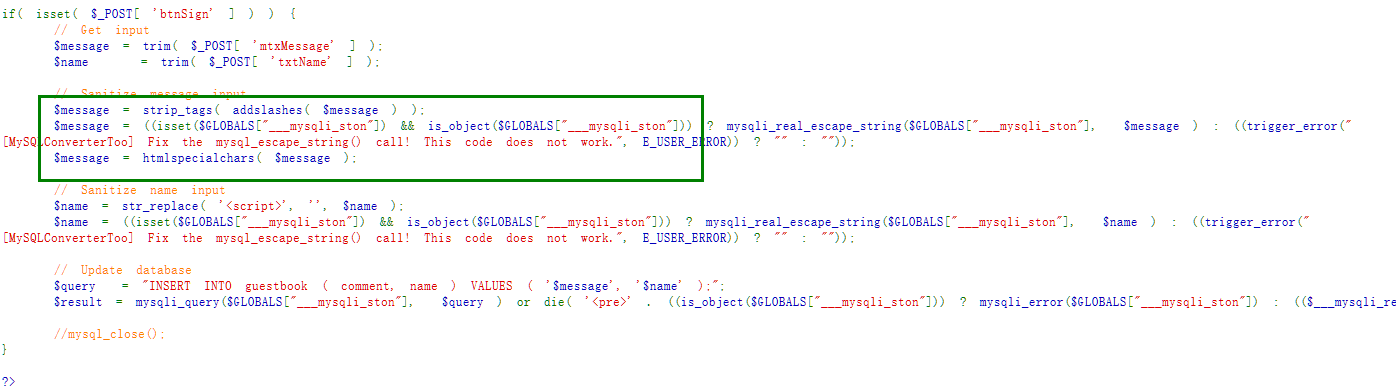 if( isset( $_POST[ 'btnSign' ] ) ) {
// Get input
$message = trim( $_POST[ 'mtxMessage' ] );
$name = trim( $_POST[ 'txtName' ] );
// Sanitize message input
$message = strip_tags( addslashes( $message ) );
$message = ((isset($GLOBALS["___mysqli_ston"]) && is_object($GLOBALS["___mysqli_ston"])) ? mysqli_real_escape_string($GLOBALS["___mysqli_ston"], $message ) : ((trigger_error("
[MySQLConverterToo] Fix the mysql_escape_string() call! This code does not work.", E_USER_ERROR)) ? "" : ""));
$message = htmlspecialchars( $message );
// Sanitize name input
$name = str_replace( '<script>', '', $name );
$name = ((isset($GLOBALS["___mysqli_ston"]) && is_object($GLOBALS["___mysqli_ston"])) ? mysqli_real_escape_string($GLOBALS["___mysqli_ston"], $name ) : ((trigger_error("
[MySQLConverterToo] Fix the mysql_escape_string() call! This code does not work.", E_USER_ERROR)) ? "" : ""));
// Update database
$query = "INSERT INTO guestbook ( comment, name ) VALUES ( '$message', '$name' );";
$result = mysqli_query($GLOBALS["___mysqli_ston"], $query ) or die( '<pre>' . ((is_object($GLOBALS["___mysqli_ston"])) ? mysqli_error($GLOBALS["___mysqli_ston"]) : (($___mysqli_re
//mysql_close();
}
?>